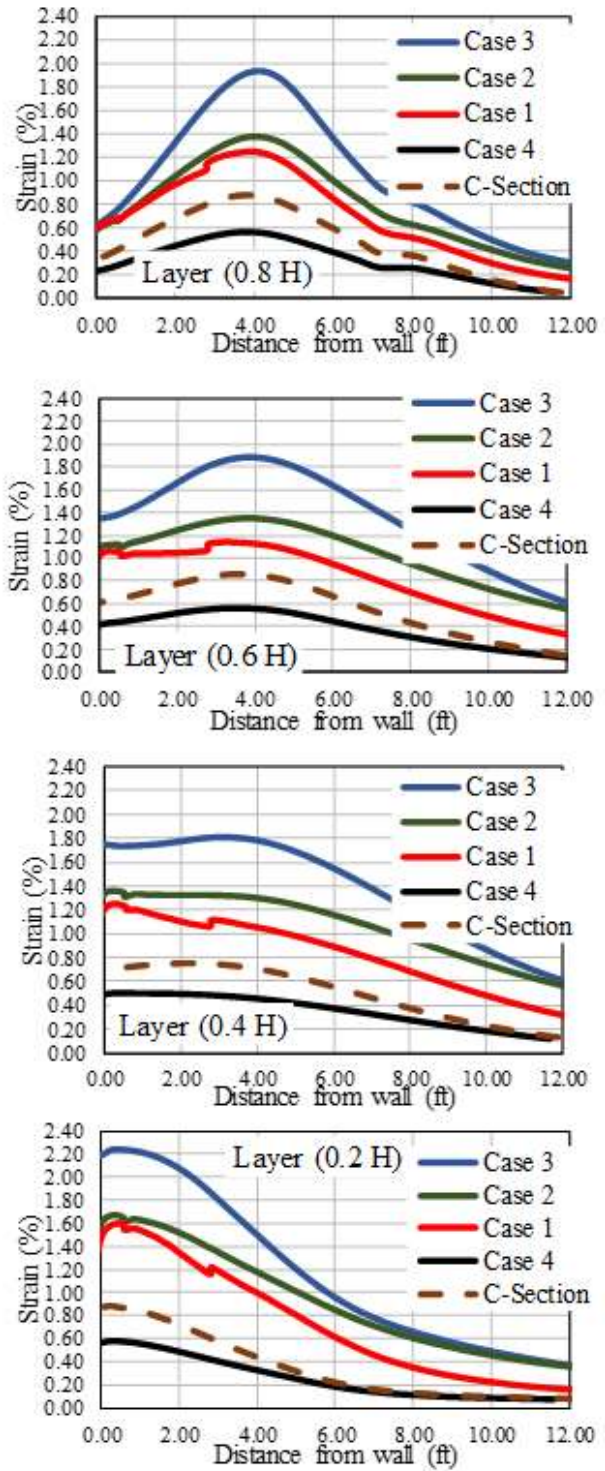 2.40
2.20
2.00
1.80
1.60
1.40
1.20
1.00
0.80
0.60
0.40
0.20
0.00
Strain (%)
Case 3
Case 2
Case 1
Case 4
C-Section
Layer (0.8 H)
0.00 2.00 4.00 6.00 8.00 10.00 12.00
Distance from wall (ft)
2.40
2.20
2.00
1.80
1.60
1.40
1.20
1.00
0.80
0.60
0.40
0.20
0.00
Strain (%)
Case 3
Case 2
Case 1
Case 4
C-Section
Layer (0.6 H)
0.00 2.00 4.00 6.00 8.00 10.00 12.00
Distance from wall (ft)
2.40
2.20
2.00
1.80
1.60
1.40
1.20
1.00
0.80
0.60
0.40
0.20
0.00
Strain (%)
Case 3
Case 2
Case 1
Case 4
C-Section
Layer (0.4 H)
0.00 2.00 4.00 6.00 8.00 10.00 12.00
Distance from wall (ft)
2.40
2.20
2.00
1.80
1.60
1.40
1.20
1.00
0.80
0.60
0.40
0.20
0.00
Strain (%)
Layer (0.2 H)
Case 3
Case 2
Case 1
Case 4
C-Section
0.00 2.00 4.00 6.00 8.00 10.00 12.00
Distance from wall (ft)